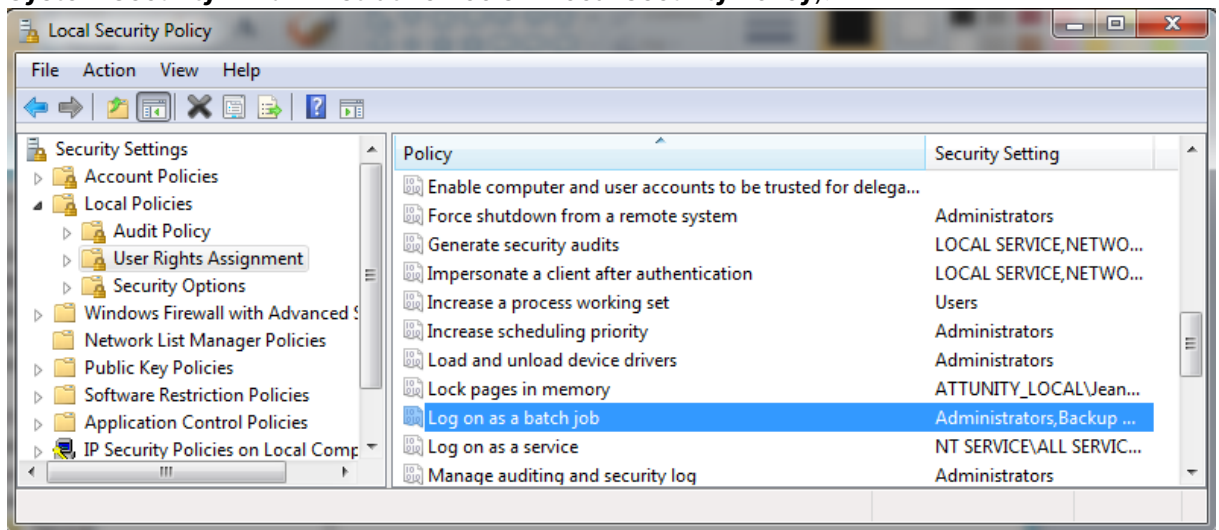 Local Security Policy
File Action View Help
Security Settings
Account Policies
Local Policies
Audit Policy
User Rights Assignment
Security Options
Windows Firewall with Advanced S
Network List Manager Policies
Public Key Policies
Software Restriction Policies
Application Control Policies
IP Security Policies on Local Comp
Policy Security Setting
Enable computer and user accounts to be trusted for delega...
Force shutdown from a remote system Administrators
Generate security audits LOCAL SERVICE,NETWO...
Impersonate a client after authentication LOCAL SERVICE,NETWO...
Increase a process working set Users
Increase scheduling priority Administrators
Load and unload device drivers Administrators
Lock pages in memory ATTUNITY_LOCAL\Jean...
Log on as a batch job Administrators,Backup ...
Log on as a service NT SERVICE\ALL SERVIC...
Manage auditing and security log Administrators